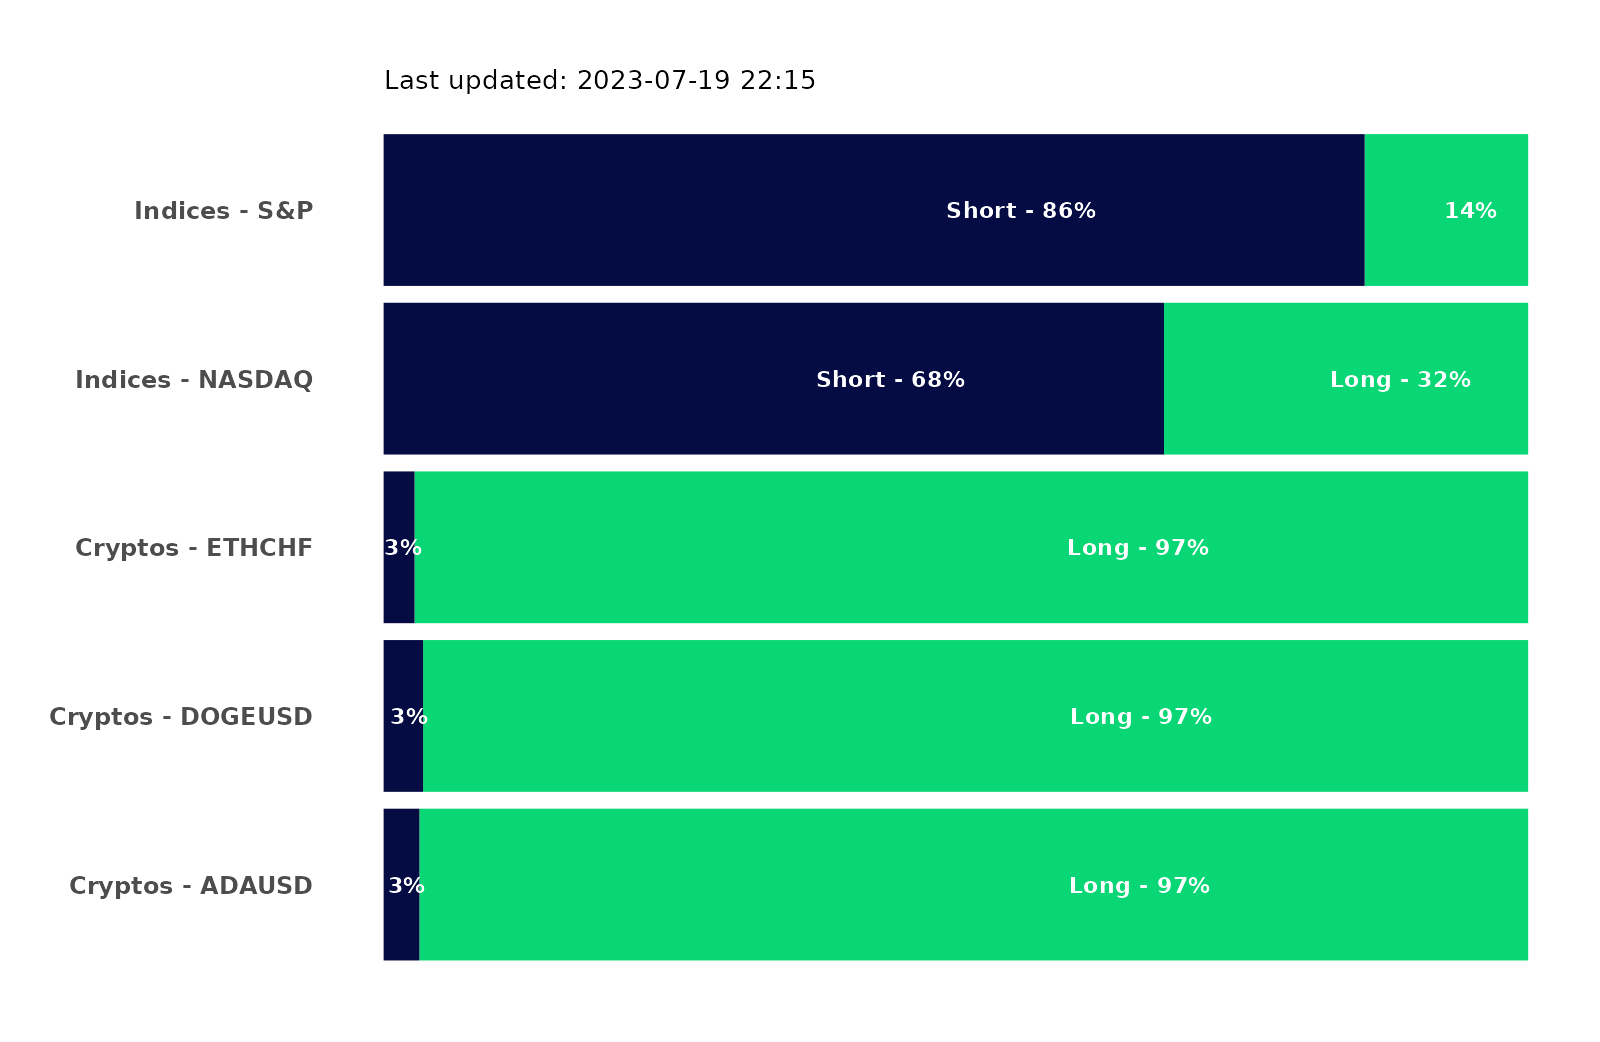 Last updated: 2023-07-19 22:15
Indices - S&P Short - 86% 14%
Indices - NASDAQ Short - 68% Long - 32%
Cryptos - ETHCHF 3% Long - 97%
Cryptos - DOGEUSD 3% Long - 97%
Cryptos - ADAUSD 3% Long - 97%